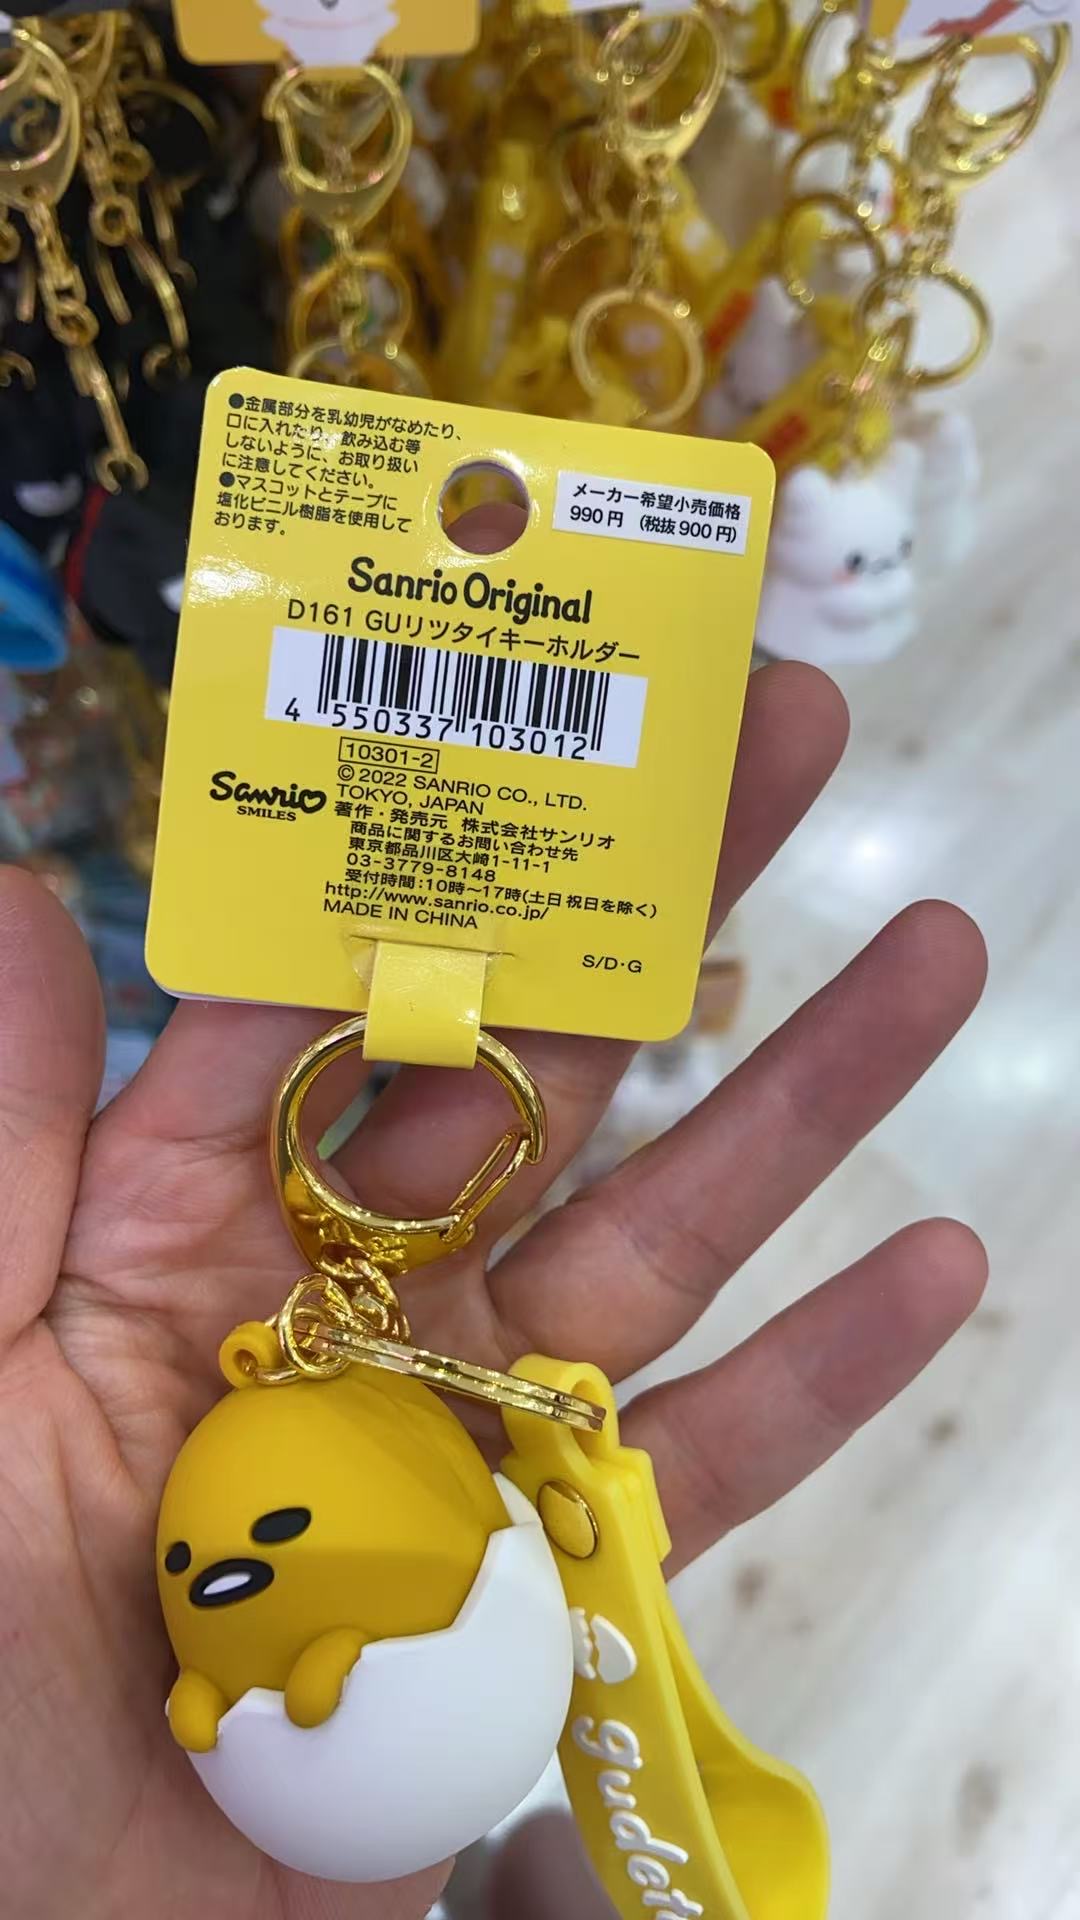 ●金属部分を乳幼児がなめたり、
口に入れたり、飲み込む等
しないように、お取り扱い
に注意してください。
●マスコットとテープに
塩化ビニル樹脂を使用して
おります。
メーカー希望小売価格
990円 (税抜900円)
Sanrio Original
D161 GUリツタイキーホルダー
4 550337 103012
10301-2
© 2022 SANRIO CO., LTD.
TOKYO, JAPAN
Sanrio
SMILES
著作・発売元 株式会社サンリオ
商品に関するお問い合わせ先
東京都品川区大崎1-11-1
03-3779-8148
受付時間:10時〜17時(土日祝日を除く)
http://www.sanrio.co.jp/
MADE IN CHINA
S/D・G
gudet